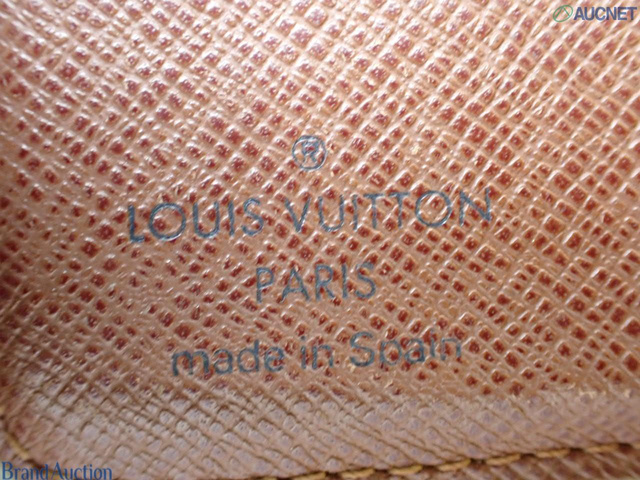 AUCNET
®
LOUIS VUITTON
PARIS
made in Spain
Brand Auction